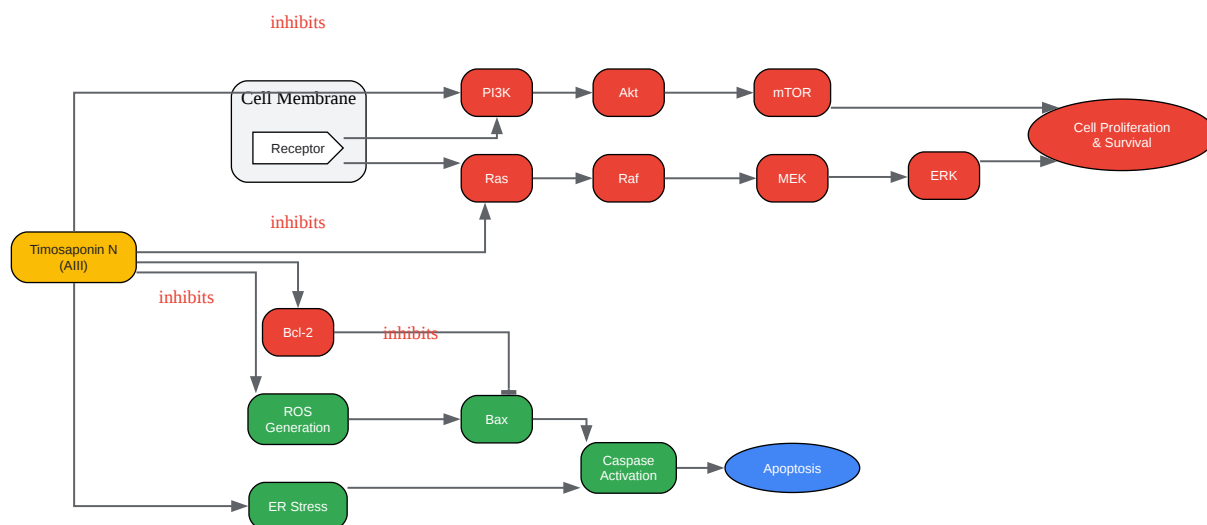 inhibits
PI3K
Akt
mTOR
Cell Membrane
Receptor
Cell Proliferation
& Survival
Ras
Raf
MEK
ERK
inhibits
Timosaponin N
(AIII)
inhibits
Bcl-2
inhibits
ROS
Generation
Bax
Caspase
Activation
Apoptosis
ER Stress